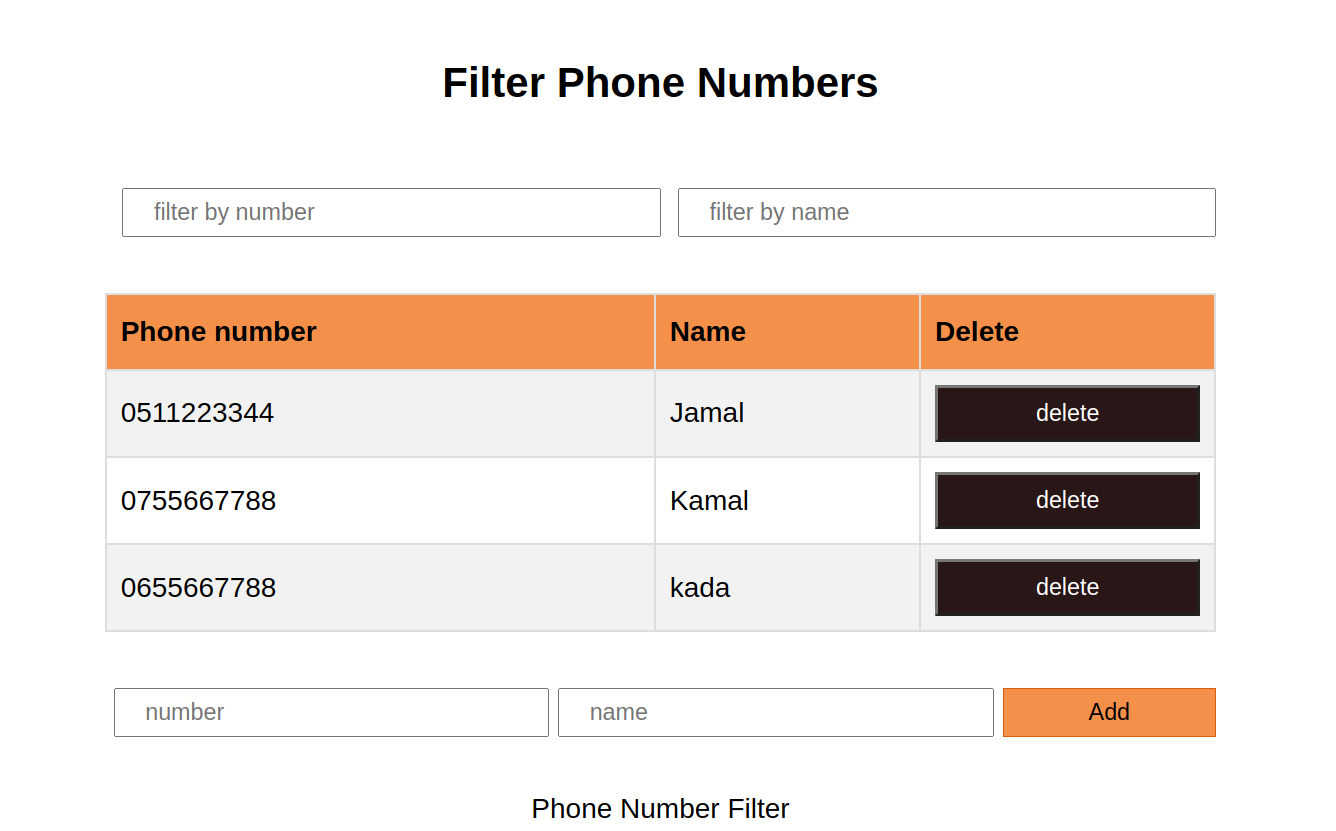 Filter Phone Numbers
filter by number filter by name
Phone number Name Delete
0511223344 Jamal delete
0755667788 Kamal delete
0655667788 kada delete
number name Add
Phone Number Filter